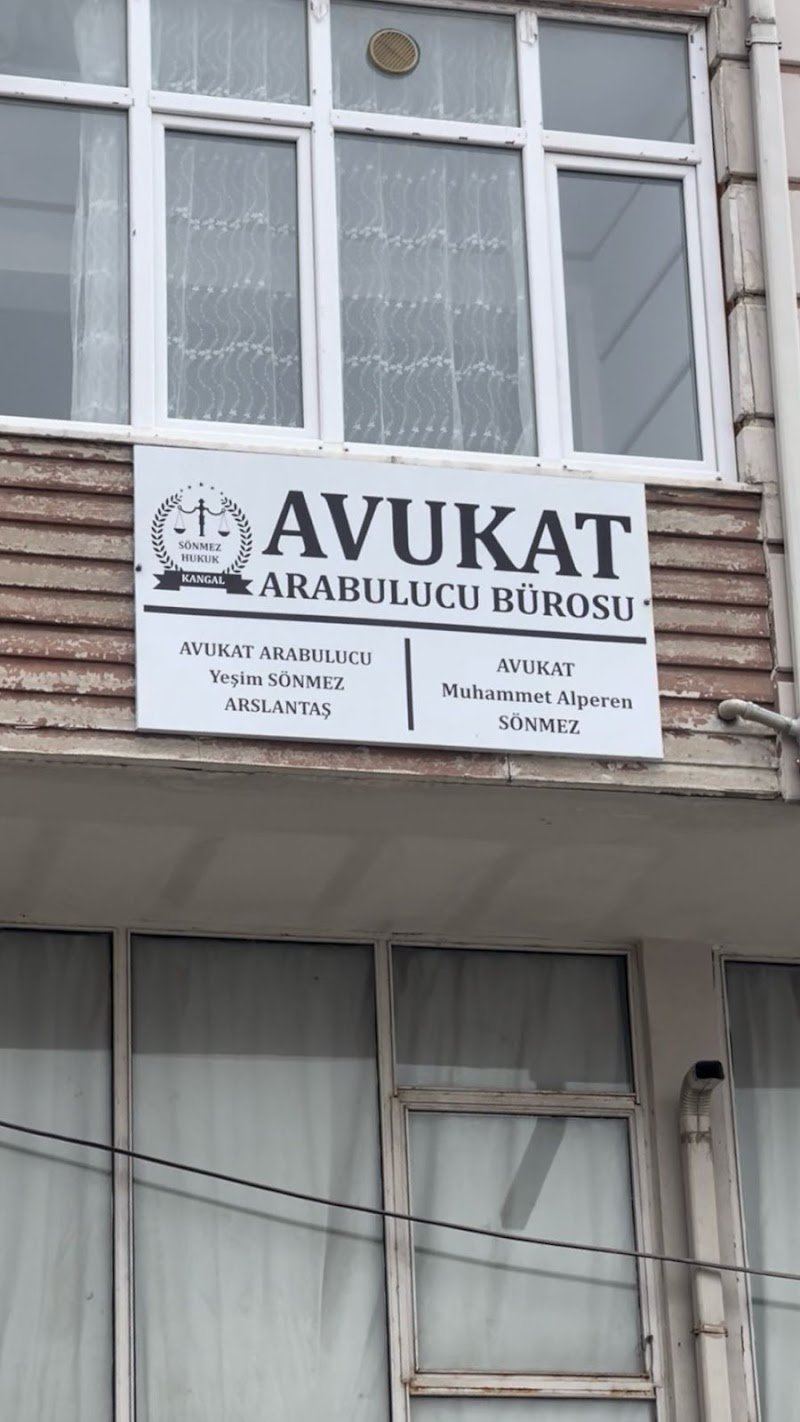 SÖNMEZ
HUKUK
KANGAL
AVUKAT
ARABULUCU BÜROSU
AVUKAT ARABULUCU
Yeşim SÖNMEZ
ARSLANTAŞ
AVUKAT
Muhammet Alperen
SÖNMEZ